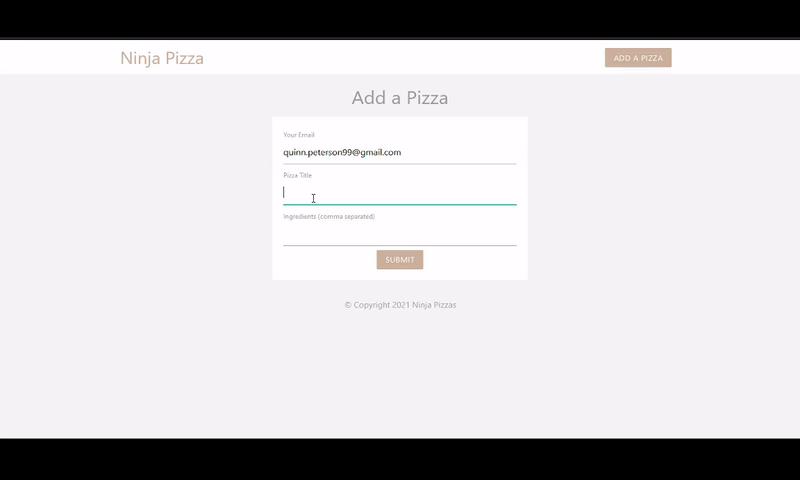 Ninja Pizza
ADD A PIZZA
Add a Pizza
Your Email
quinn.peterson99@gmail.com
Pizza Title
Ingredients (comma separated)
SUBMIT
© Copyright 2021 Ninja Pizzas